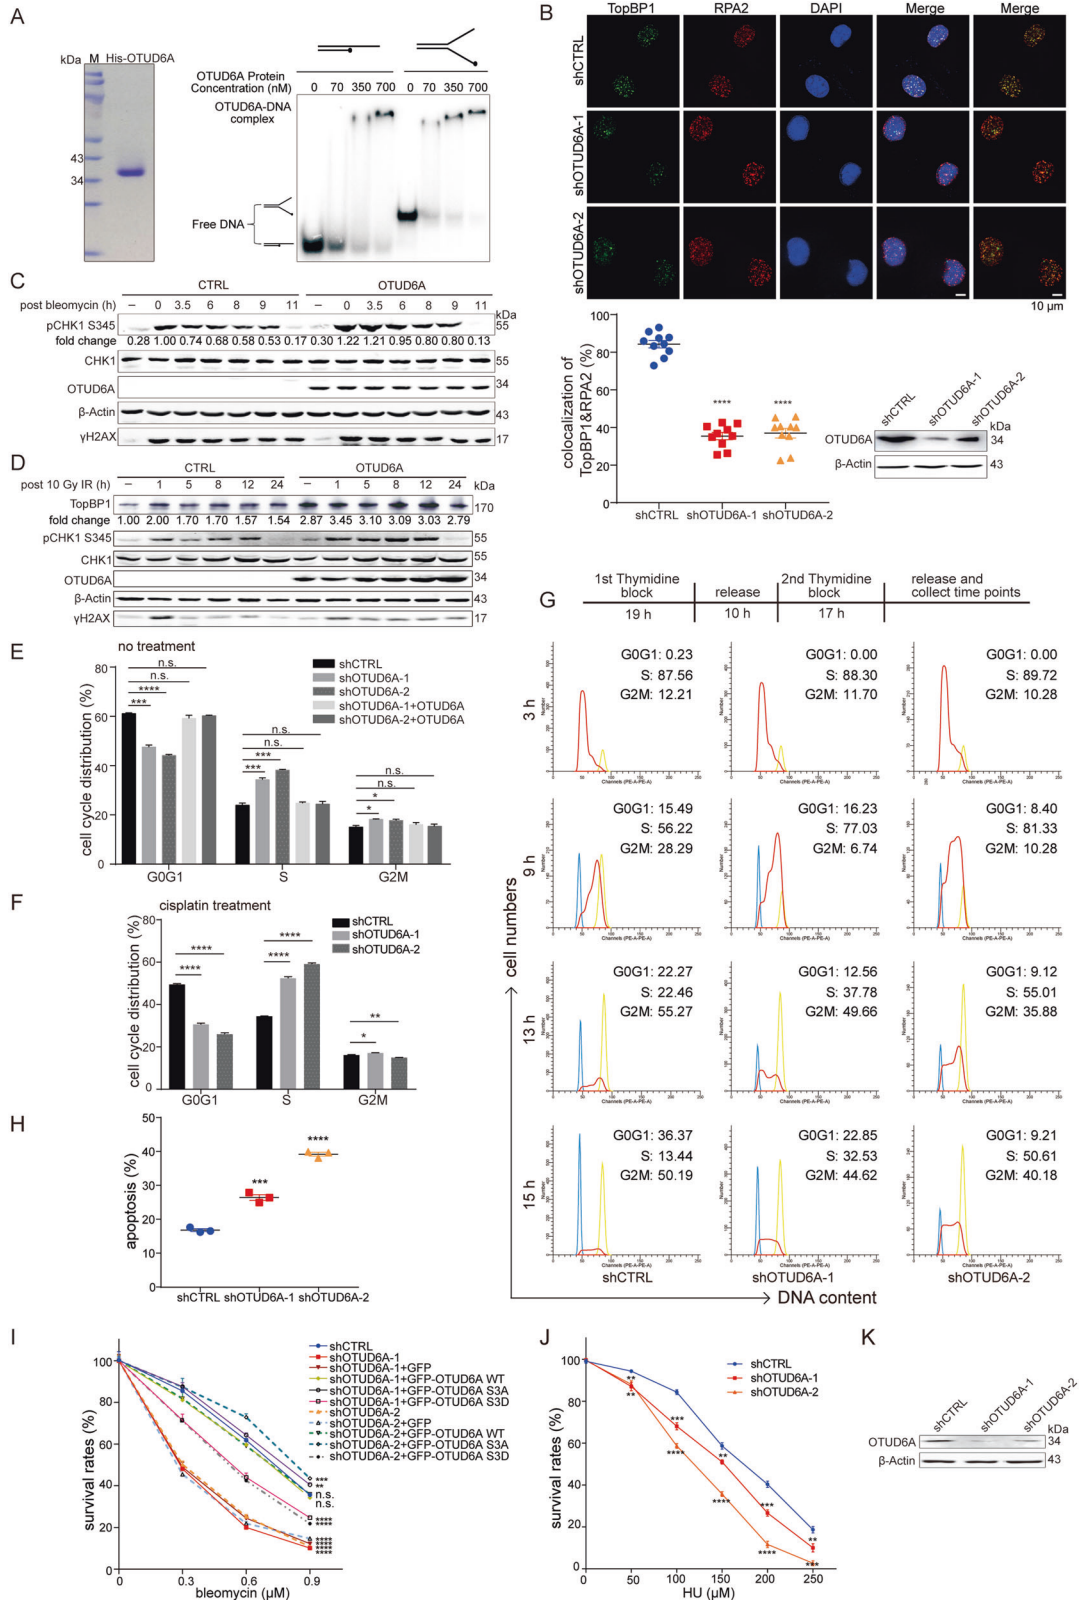 A
kDa M His-OTUD6A
43
34
OTUD6A Protein
Concentration (nM)
0 70 350 700 0 70 350 700
OTUD6A-DNA
complex
Free DNA
B
TopBP1 RPA2 DAPI Merge Merge
shCTRL
shOTUD6A-1
shOTUD6A-2
10 µm
colocalization of
TopBP1&RPA2 (%)
100
80
60
40
20
0
**** ****
shCTRL shOTUD6A-1 shOTUD6A-2
shCTRL shOTUD6A-1 shOTUD6A-2
kDa
OTUD6A 34
β-Actin 43
C
CTRL OTUD6A
post bleomycin (h) – 0 3.5 6 8 9 11 – 0 3.5 6 8 9 11
kDa
pCHK1 S345 55
fold change 0.28 1.00 0.74 0.68 0.58 0.53 0.17 0.30 1.22 1.21 0.95 0.80 0.80 0.13
CHK1 55
OTUD6A 34
β-Actin 43
γH2AX 17
D
CTRL OTUD6A
post 10 Gy IR (h) – 1 5 8 12 24 – 1 5 8 12 24 kDa
TopBP1 170
fold change 1.00 2.00 1.70 1.70 1.57 1.54 2.87 3.45 3.10 3.09 3.03 2.79
pCHK1 S345 55
CHK1 55
OTUD6A 34
β-Actin 43
γH2AX 17
E
no treatment
cell cycle distribution (%)
80
60
40
20
0
shCTRL
shOTUD6A-1
shOTUD6A-2
shOTUD6A-1+OTUD6A
shOTUD6A-2+OTUD6A
n.s.
n.s.
****
***
n.s.
n.s.
***
***
n.s.
n.s.
*
*
G0G1 S G2M
F
cisplatin treatment
cell cycle distribution (%)
80
60
40
20
0
shCTRL
shOTUD6A-1
shOTUD6A-2
****
****
****
****
**
*
G0G1 S G2M
G
1st Thymidine
block
release
2nd Thymidine
block
release and
collect time points
19 h 10 h 17 h
3 h
G0G1: 0.23
S: 87.56
G2M: 12.21
G0G1: 0.00
S: 88.30
G2M: 11.70
G0G1: 0.00
S: 89.72
G2M: 10.28
9 h
G0G1: 15.49
S: 56.22
G2M: 28.29
G0G1: 16.23
S: 77.03
G2M: 6.74
G0G1: 8.40
S: 81.33
G2M: 10.28
13 h
G0G1: 22.27
S: 22.46
G2M: 55.27
G0G1: 12.56
S: 37.78
G2M: 49.66
G0G1: 9.12
S: 55.01
G2M: 35.88
15 h
G0G1: 36.37
S: 13.44
G2M: 50.19
G0G1: 22.85
S: 32.53
G2M: 44.62
G0G1: 9.21
S: 50.61
G2M: 40.18
Number
Channels (PE-A-PE-A)
cell numbers
shCTRL shOTUD6A-1 shOTUD6A-2
DNA content
H
apoptosis (%)
50
40
30
20
10
0
***
****
shCTRL shOTUD6A-1 shOTUD6A-2
I
survival rates (%)
100
80
60
40
20
0
shCTRL
shOTUD6A-1
shOTUD6A-1+GFP
shOTUD6A-1+GFP-OTUD6A WT
shOTUD6A-1+GFP-OTUD6A S3A
shOTUD6A-1+GFP-OTUD6A S3D
shOTUD6A-2
shOTUD6A-2+GFP
shOTUD6A-2+GFP-OTUD6A WT
shOTUD6A-2+GFP-OTUD6A S3A
shOTUD6A-2+GFP-OTUD6A S3D
***
**
n.s.
n.s.
****
****
****
****
****
****
0 0.3 0.6 0.9
bleomycin (µM)
J
survival rates (%)
100
80
60
40
20
0
shCTRL
shOTUD6A-1
shOTUD6A-2
**
**
***
****
**
****
***
****
**
***
0 50 100 150 200 250
HU (µM)
K
shCTRL shOTUD6A-1 shOTUD6A-2
kDa
OTUD6A 34
β-Actin 43